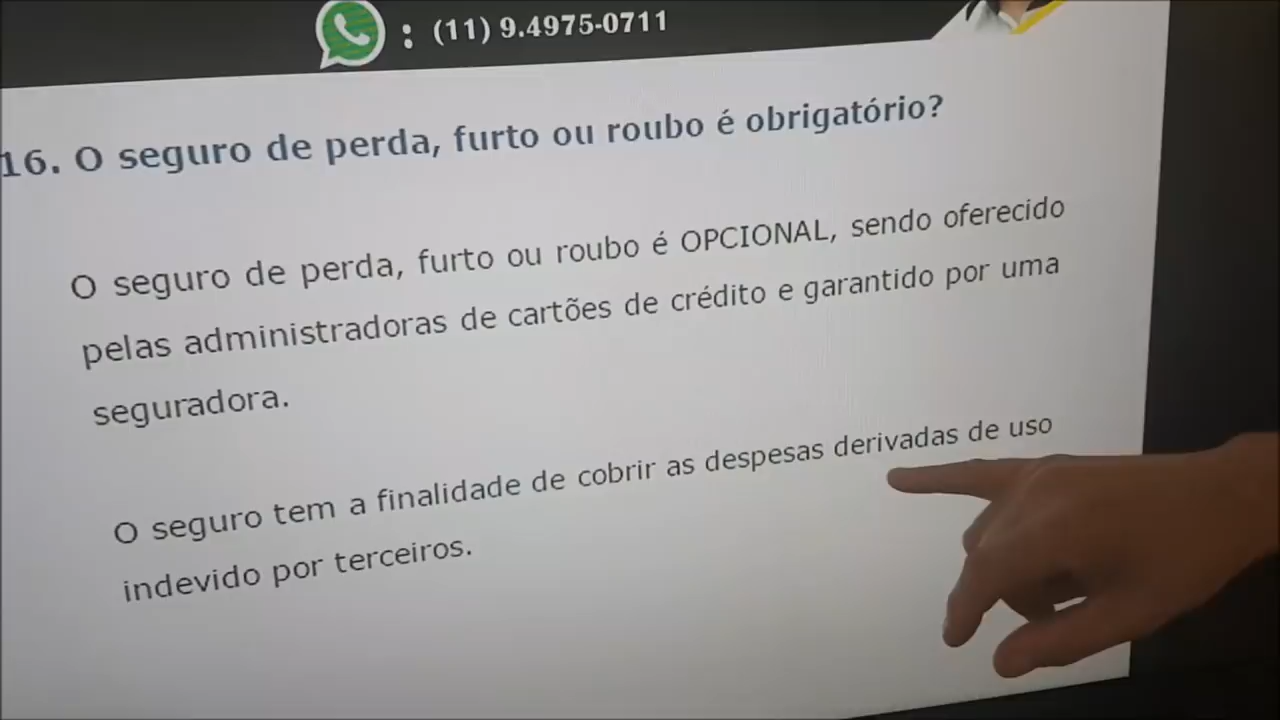 : (11) 9.4975-0711
16. O seguro de perda, furto ou roubo é obrigatório?
O seguro de perda, furto ou roubo é OPCIONAL, sendo oferecido
pelas administradoras de cartões de crédito e garantido por uma
seguradora.
O seguro tem a finalidade de cobrir as despesas derivadas de uso
indevido por terceiros.